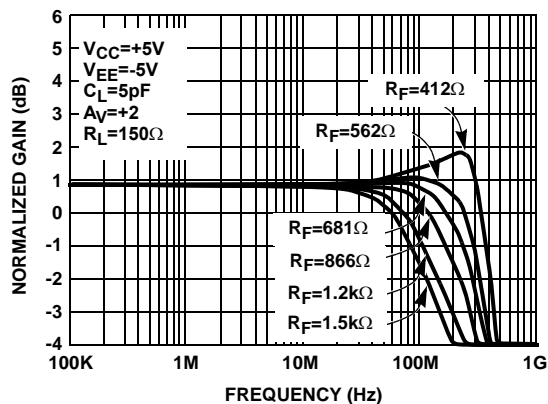 NORMALIZED GAIN (dB)
6
5
4
3
2
1
0
-1
-2
-3
-4
VCC=+5V
VEE=-5V
CL=5pF
AV=+2
RL=150Ω
RF=412Ω
RF=562Ω
RF=681Ω
RF=866Ω
RF=1.2kΩ
RF=1.5kΩ
100K 1M 10M 100M 1G
FREQUENCY (Hz)